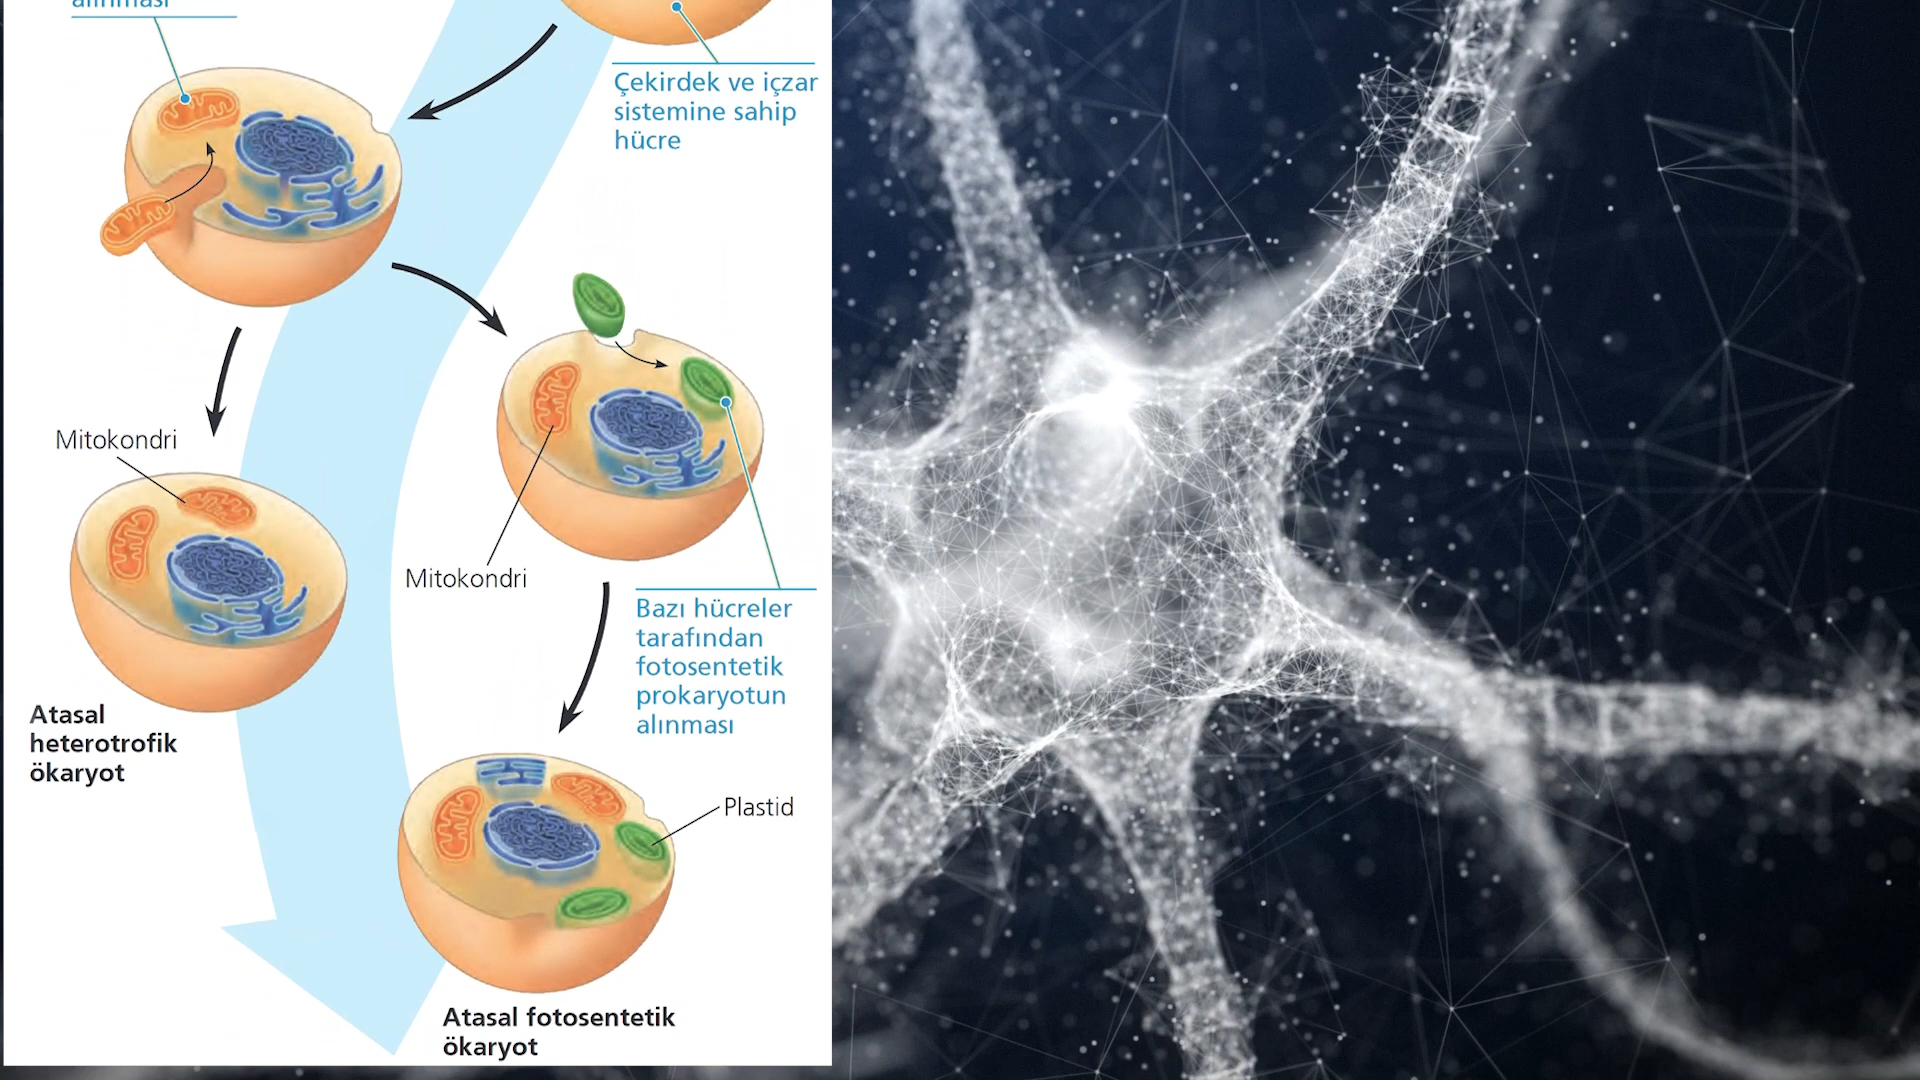 alınması
Çekirdek ve içzar
sistemine sahip
hücre
Mitokondri
Mitokondri
Bazı hücreler
tarafından
fotosentetik
prokaryotun
alınması
Atasal
heterotrofik
ökaryot
Plastid
Atasal fotosentetik
ökaryot